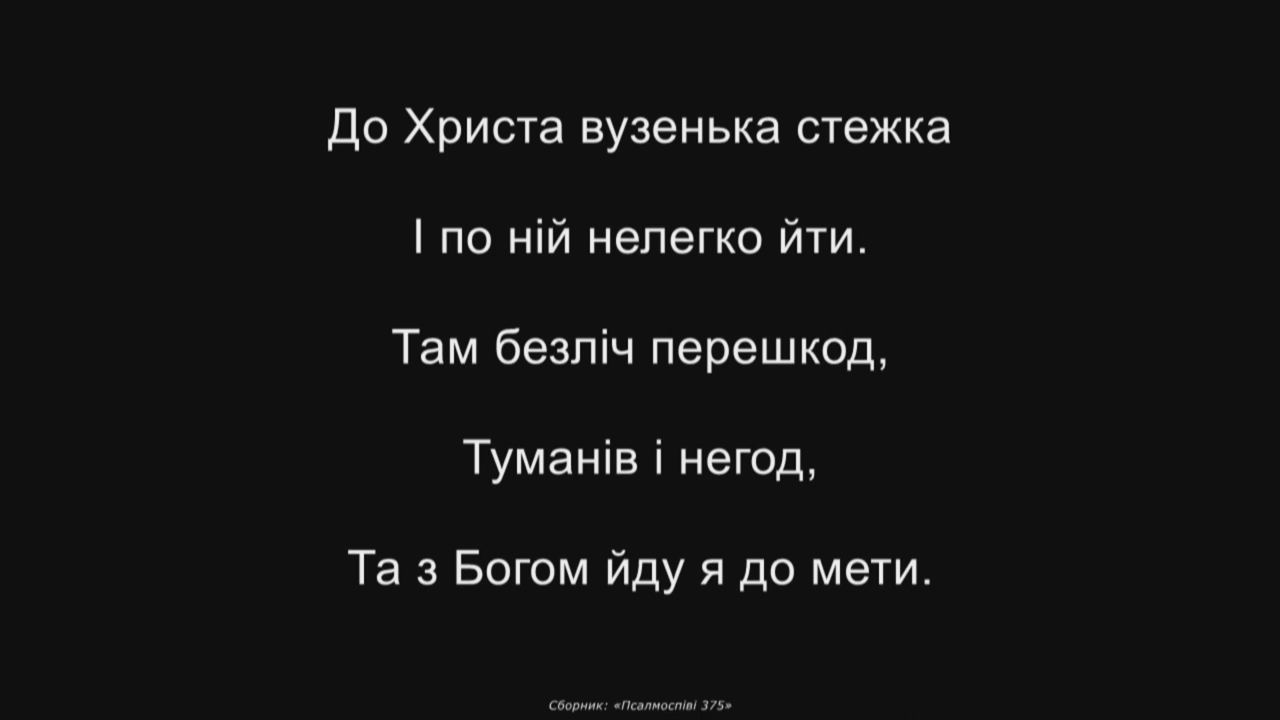 До Христа вузенька стежка
І по ній нелегко йти.
Там безліч перешкод,
Туманів і негод,
Та з Богом йду я до мети.
Сборник: «Псалмоспіві 375»